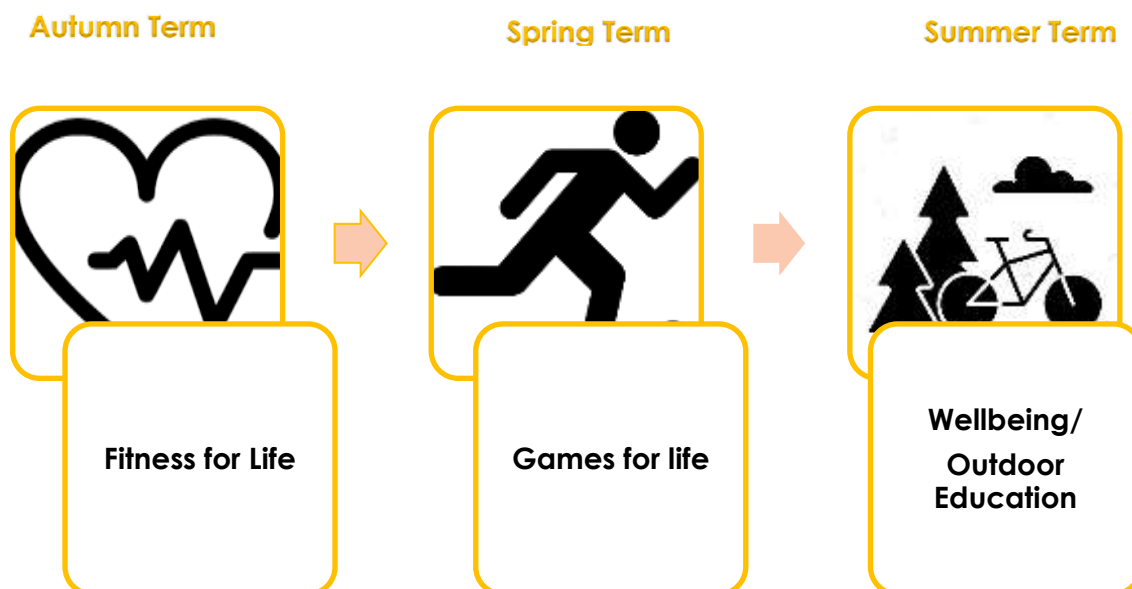 Autumn Term
Spring Term
Summer Term
Fitness for Life
Games for life
Wellbeing/
Outdoor
Education